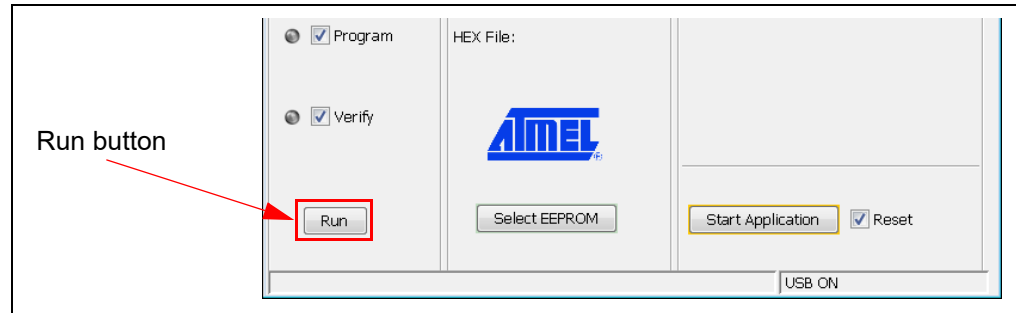 Program
HEX File:
Verify
ATMEL
®
Run button
Run
Select EEPROM
Start Application
Reset
USB ON